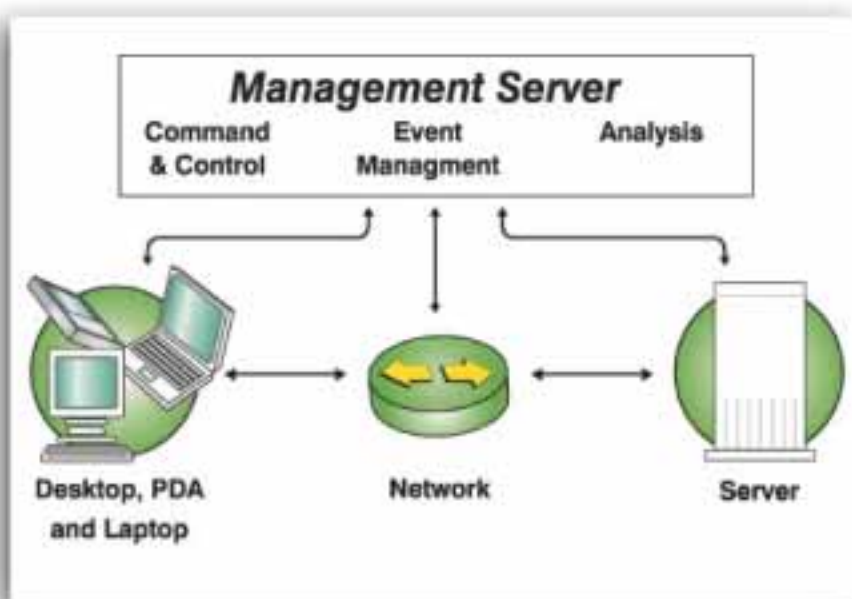 Management Server
Command
& Control
Event
Managment
Analysis
Desktop, PDA
and Laptop
Network
Server